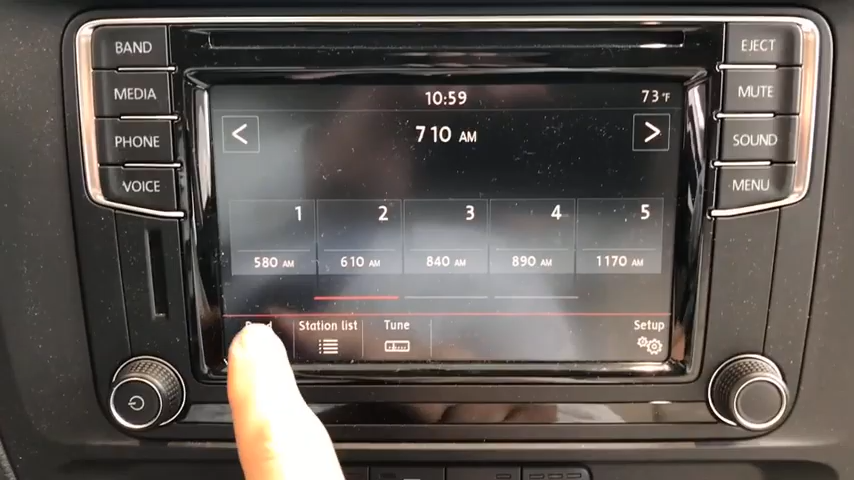 BAND
MEDIA
PHONE
VOICE
EJECT
MUTE
SOUND
MENU
10:59
73°F
< 710 AM >
1 2 3 4 5
580 AM 610 AM 840 AM 890 AM 1170 AM
Station list Tune Setup